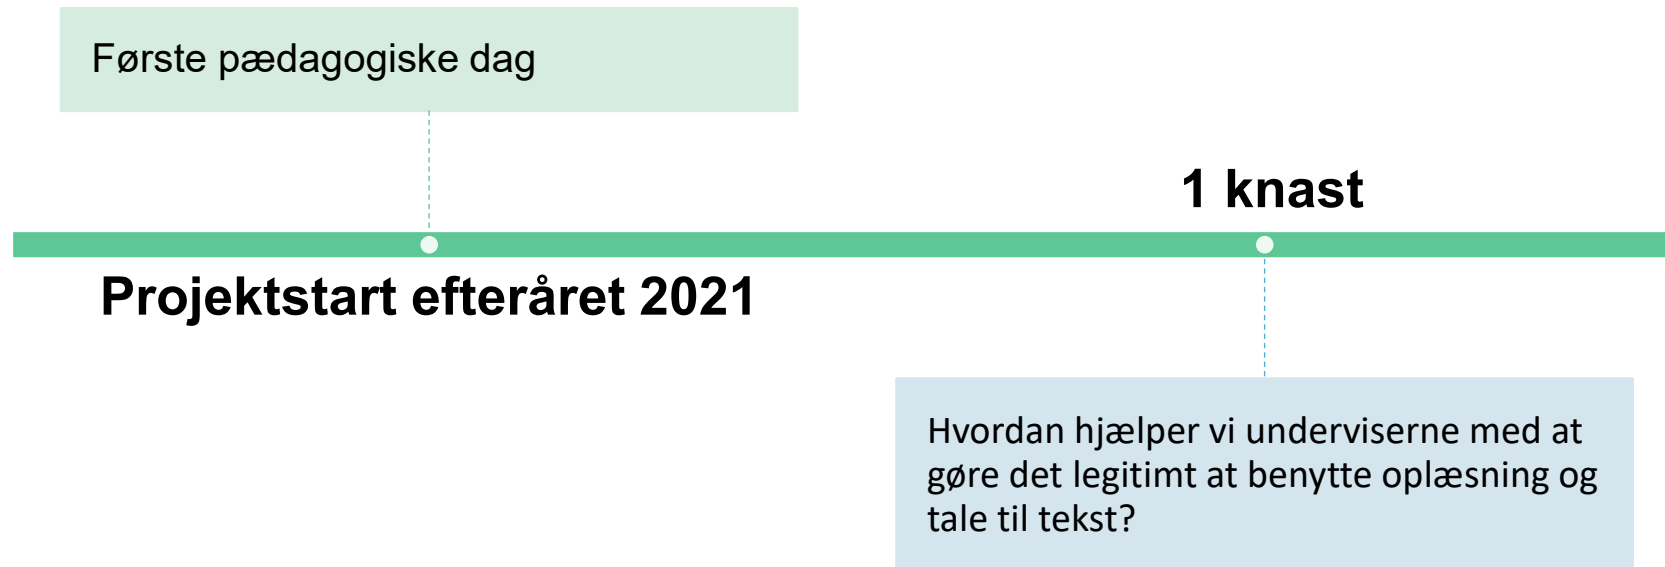 Første pædagogiske dag
1 knast
Projektstart efteråret 2021
Hvordan hjælper vi underviserne med at
gøre det legitimt at benytte oplæsning og
tale til tekst?